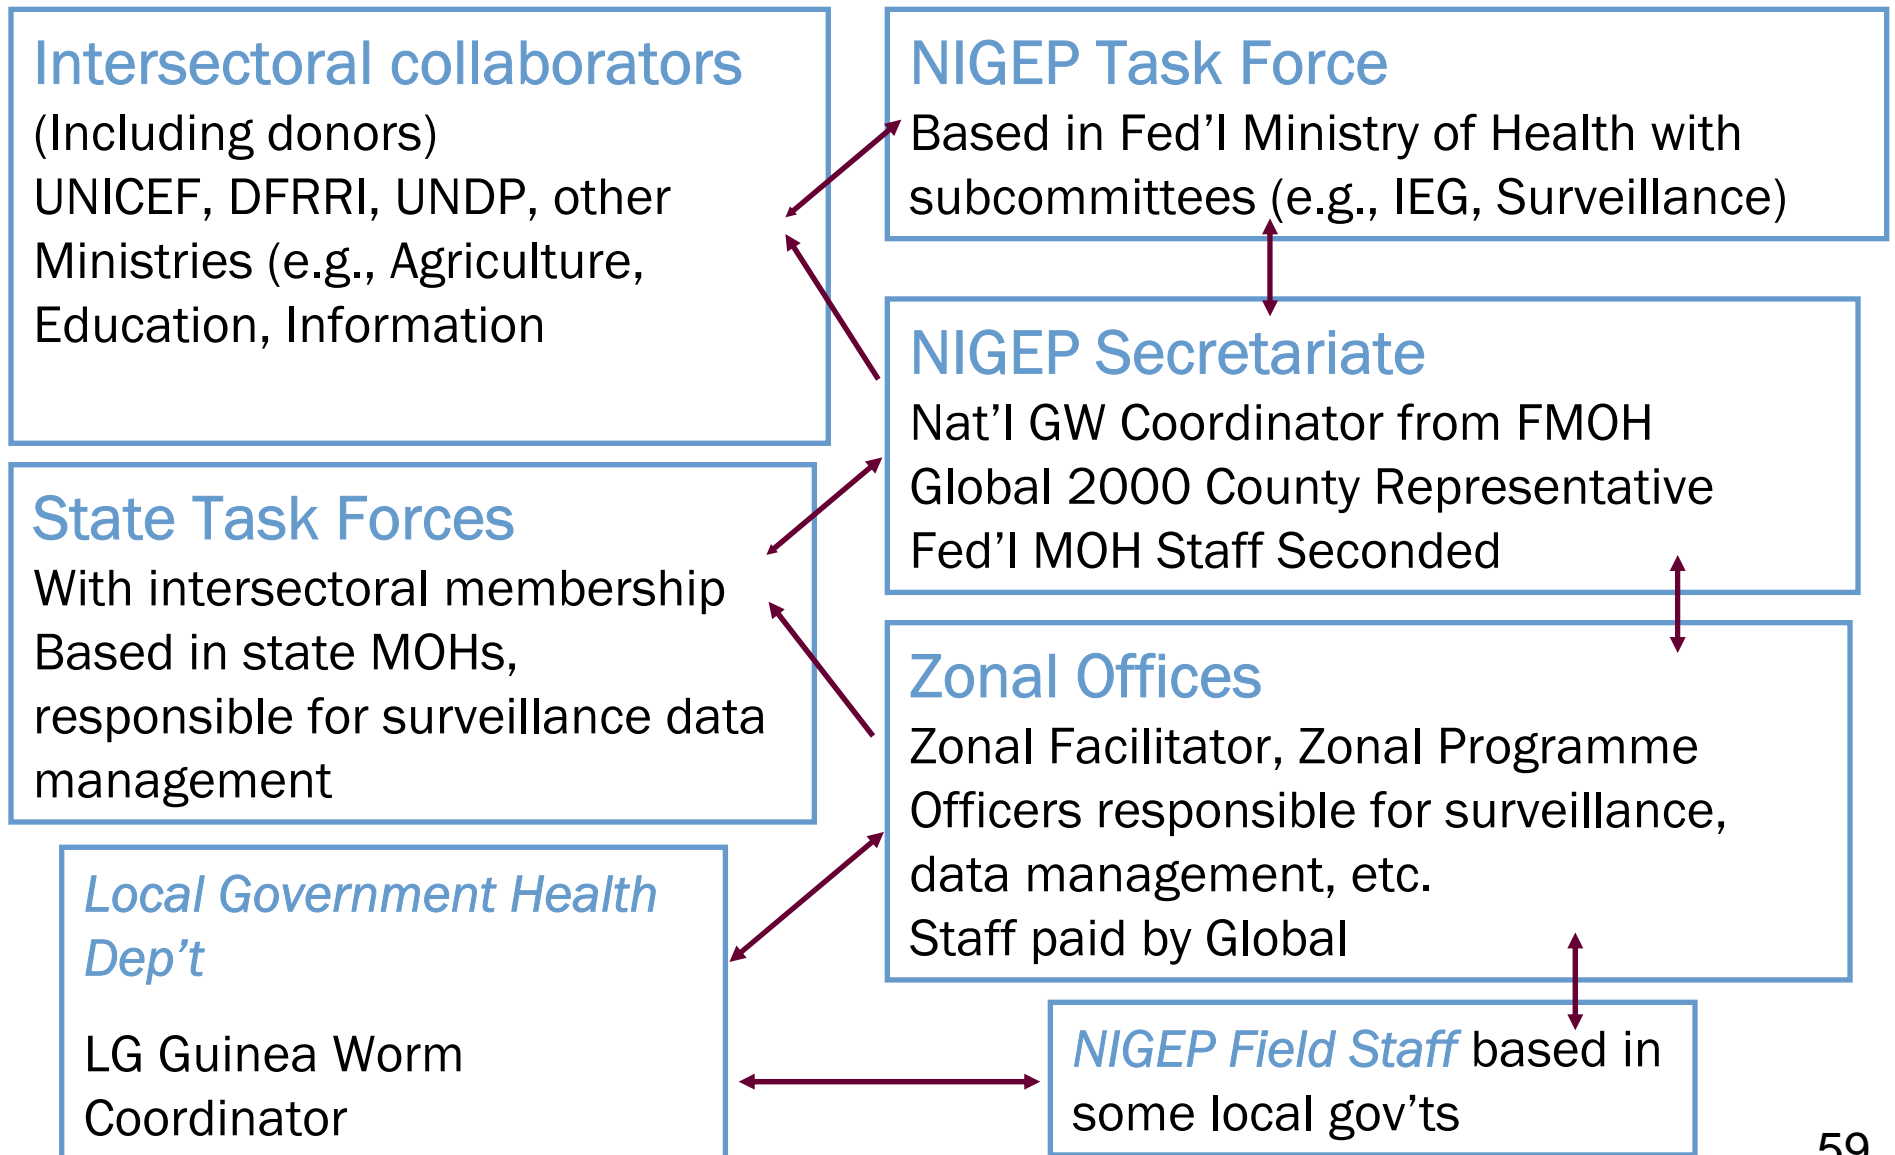 Intersectoral collaborators
(Including donors)
UNICEF, DFRRI, UNDP, other
Ministries (e.g., Agriculture,
Education, Information
NIGEP Task Force
Based in Fed’l Ministry of Health with
subcommittees (e.g., IEG, Surveillance)
NIGEP Secretariate
Nat’l GW Coordinator from FMOH
Global 2000 County Representative
Fed’l MOH Staff Seconded
State Task Forces
With intersectoral membership
Based in state MOHs,
responsible for surveillance data
management
Zonal Offices
Zonal Facilitator, Zonal Programme
Officers responsible for surveillance,
data management, etc.
Staff paid by Global
Local Government Health
Dep’t
LG Guinea Worm
Coordinator
NIGEP Field Staff based in
some local gov’ts
59